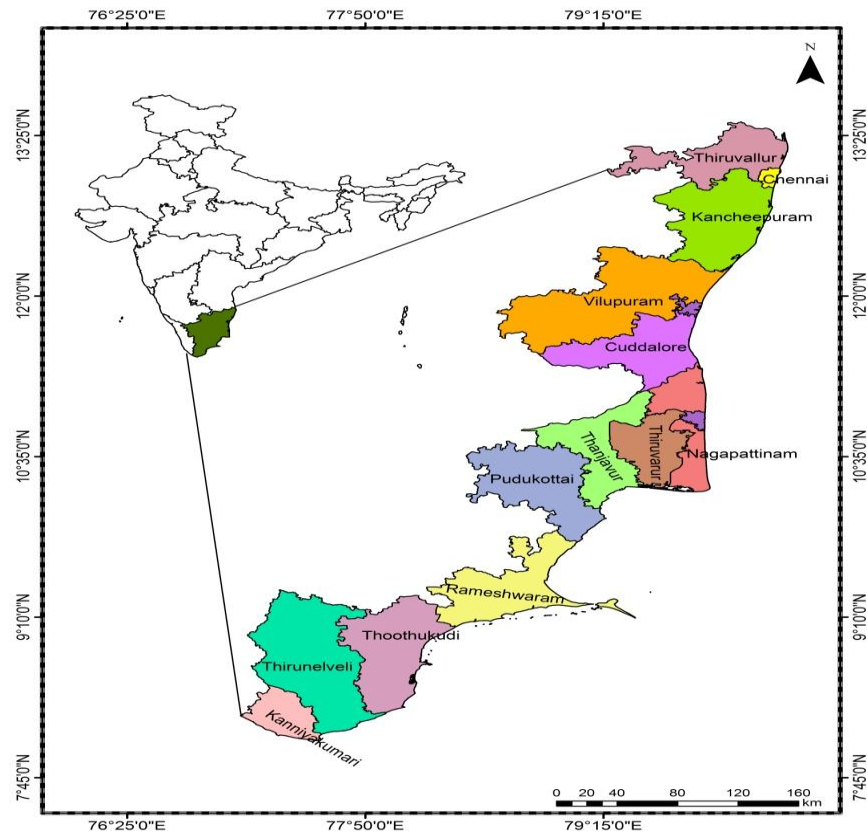 76°25'0"E 77°50'0"E 79°15'0"E
N
13°25'0"N 13°25'0"N
Thiruvallur
Chennai
Kancheepuram
12°0'0"N 12°0'0"N
Vilupuram
Cuddalore
Thanjavur
Thiruvarur
Nagapattinam
10°35'0"N 10°35'0"N
Pudukottai
Rameshwaram
9°10'0"N 9°10'0"N
Thoothukudi
Thirunelveli
Kanniyakumari
7°45'0"N 7°45'0"N
0 20 40 80 120 160
km
76°25'0"E 77°50'0"E 79°15'0"E